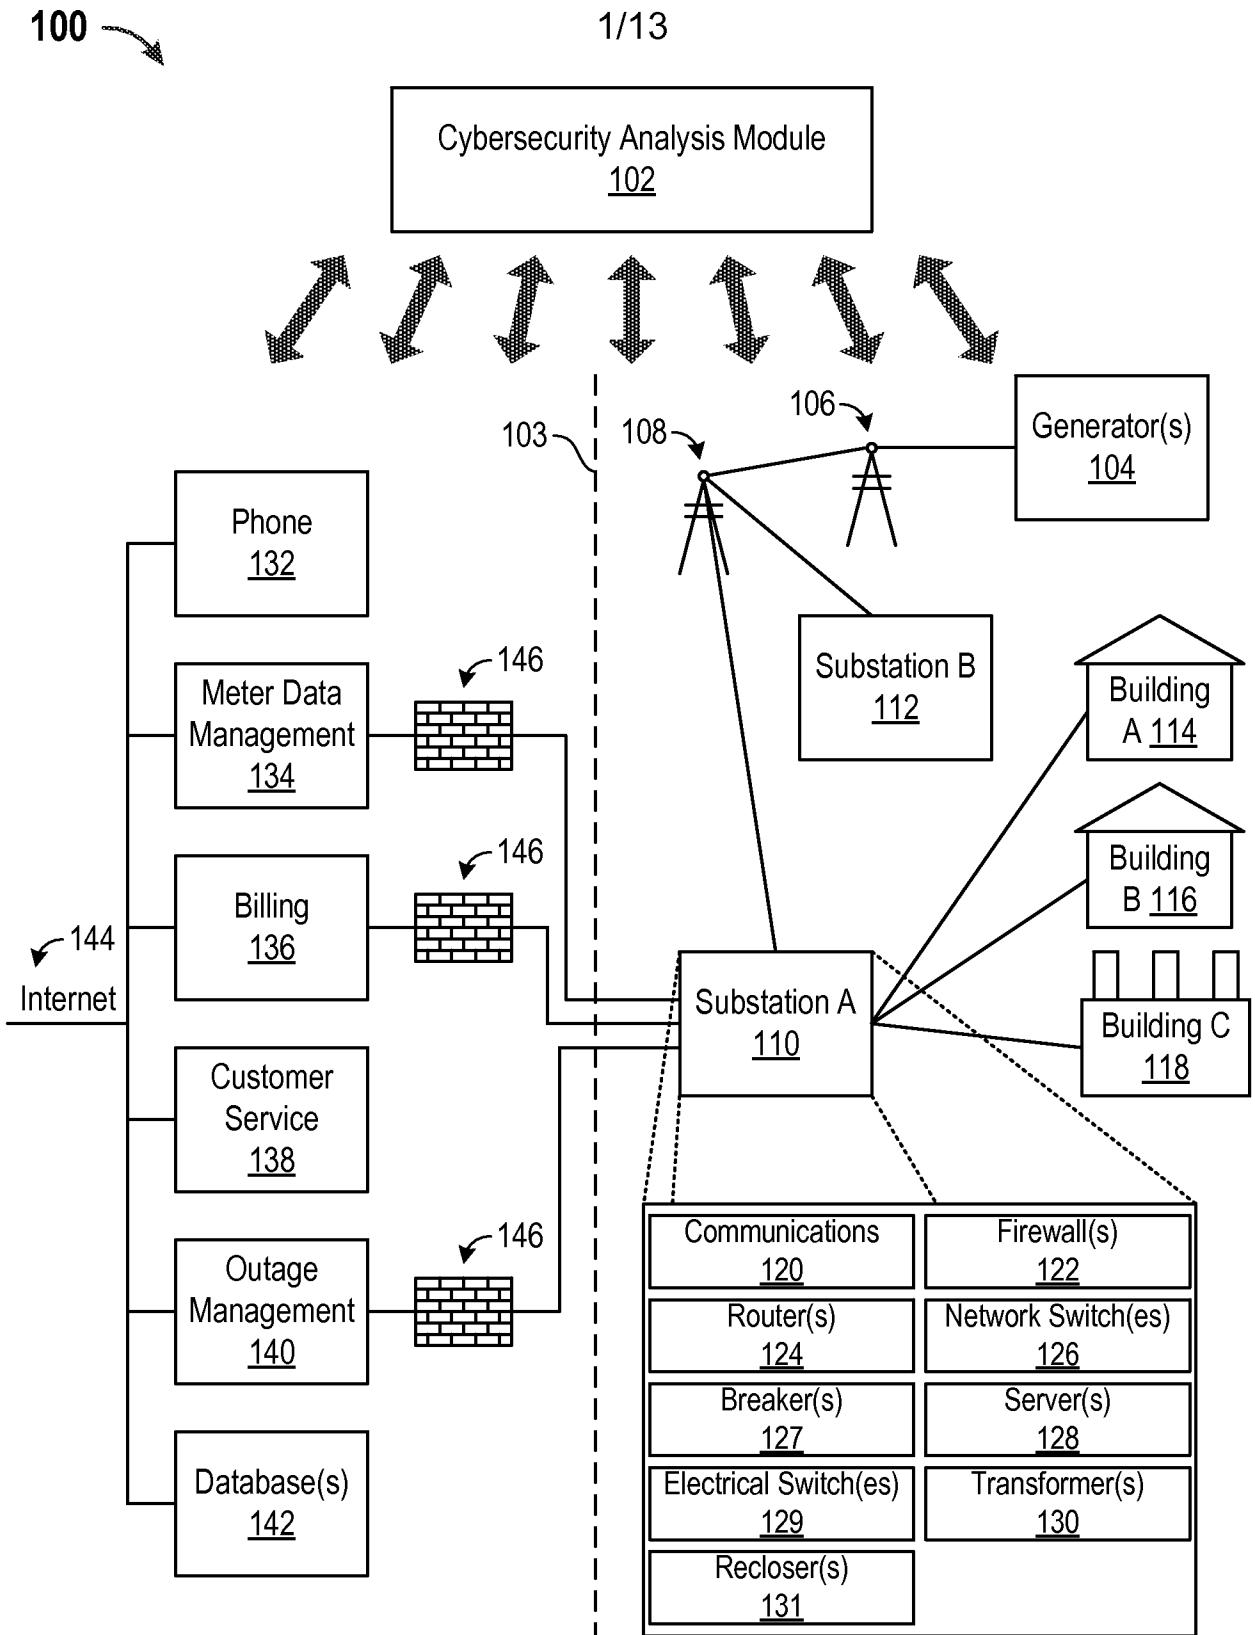 100
1/13
Cybersecurity Analysis Module
102
103
108
106
Generator(s)
104
Phone
132
Meter Data
Management
134
146
Substation B
112
Building
A 114
Billing
136
146
Building
B 116
144
Internet
Substation A
110
Building C
118
Customer
Service
138
Outage
Management
140
146
Database(s)
142
Communications
120
Firewall(s)
122
Router(s)
124
Network Switch(es)
126
Breaker(s)
127
Server(s)
128
Electrical Switch(es)
129
Transformer(s)
130
Recloser(s)
131